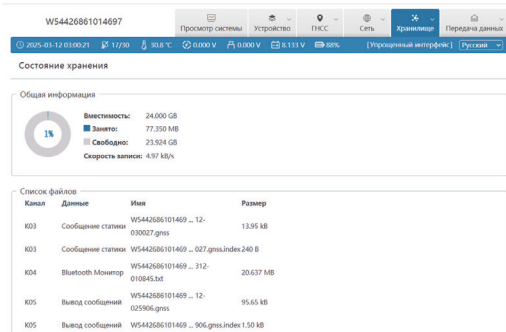 W54426861014697
Просмотр системы
Устройство
ГНСС
Сеть
Хранилище
Передача данных
2025-03-12 03:00:21 17/30 30.8 °C 0.000 V 0.000 V 8.133 V 88% [Упрощенный интерфейс] Русский
Состояние хранения
Общая информация
1%
Вместимость: 24.000 GB
Занято: 77.350 MB
Свободно: 23.924 GB
Скорость записи: 4.97 kB/s
Список файлов
Канал Данные Имя Размер
K03 Сообщение статики W5442686101469 ... 12-030027.gnss 13.95 kB
K03 Сообщение статики W5442686101469 ... 027.gnss.index 240 B
K04 Bluetooth Монитор W5442686101469 ... 312-010845.txt 20.637 MB
K05 Вывод сообщений W5442686101469 ... 12-025906.gnss 95.65 kB
K05 Вывод сообщений W5442686101469 ... 906.gnss.index 1.50 kB